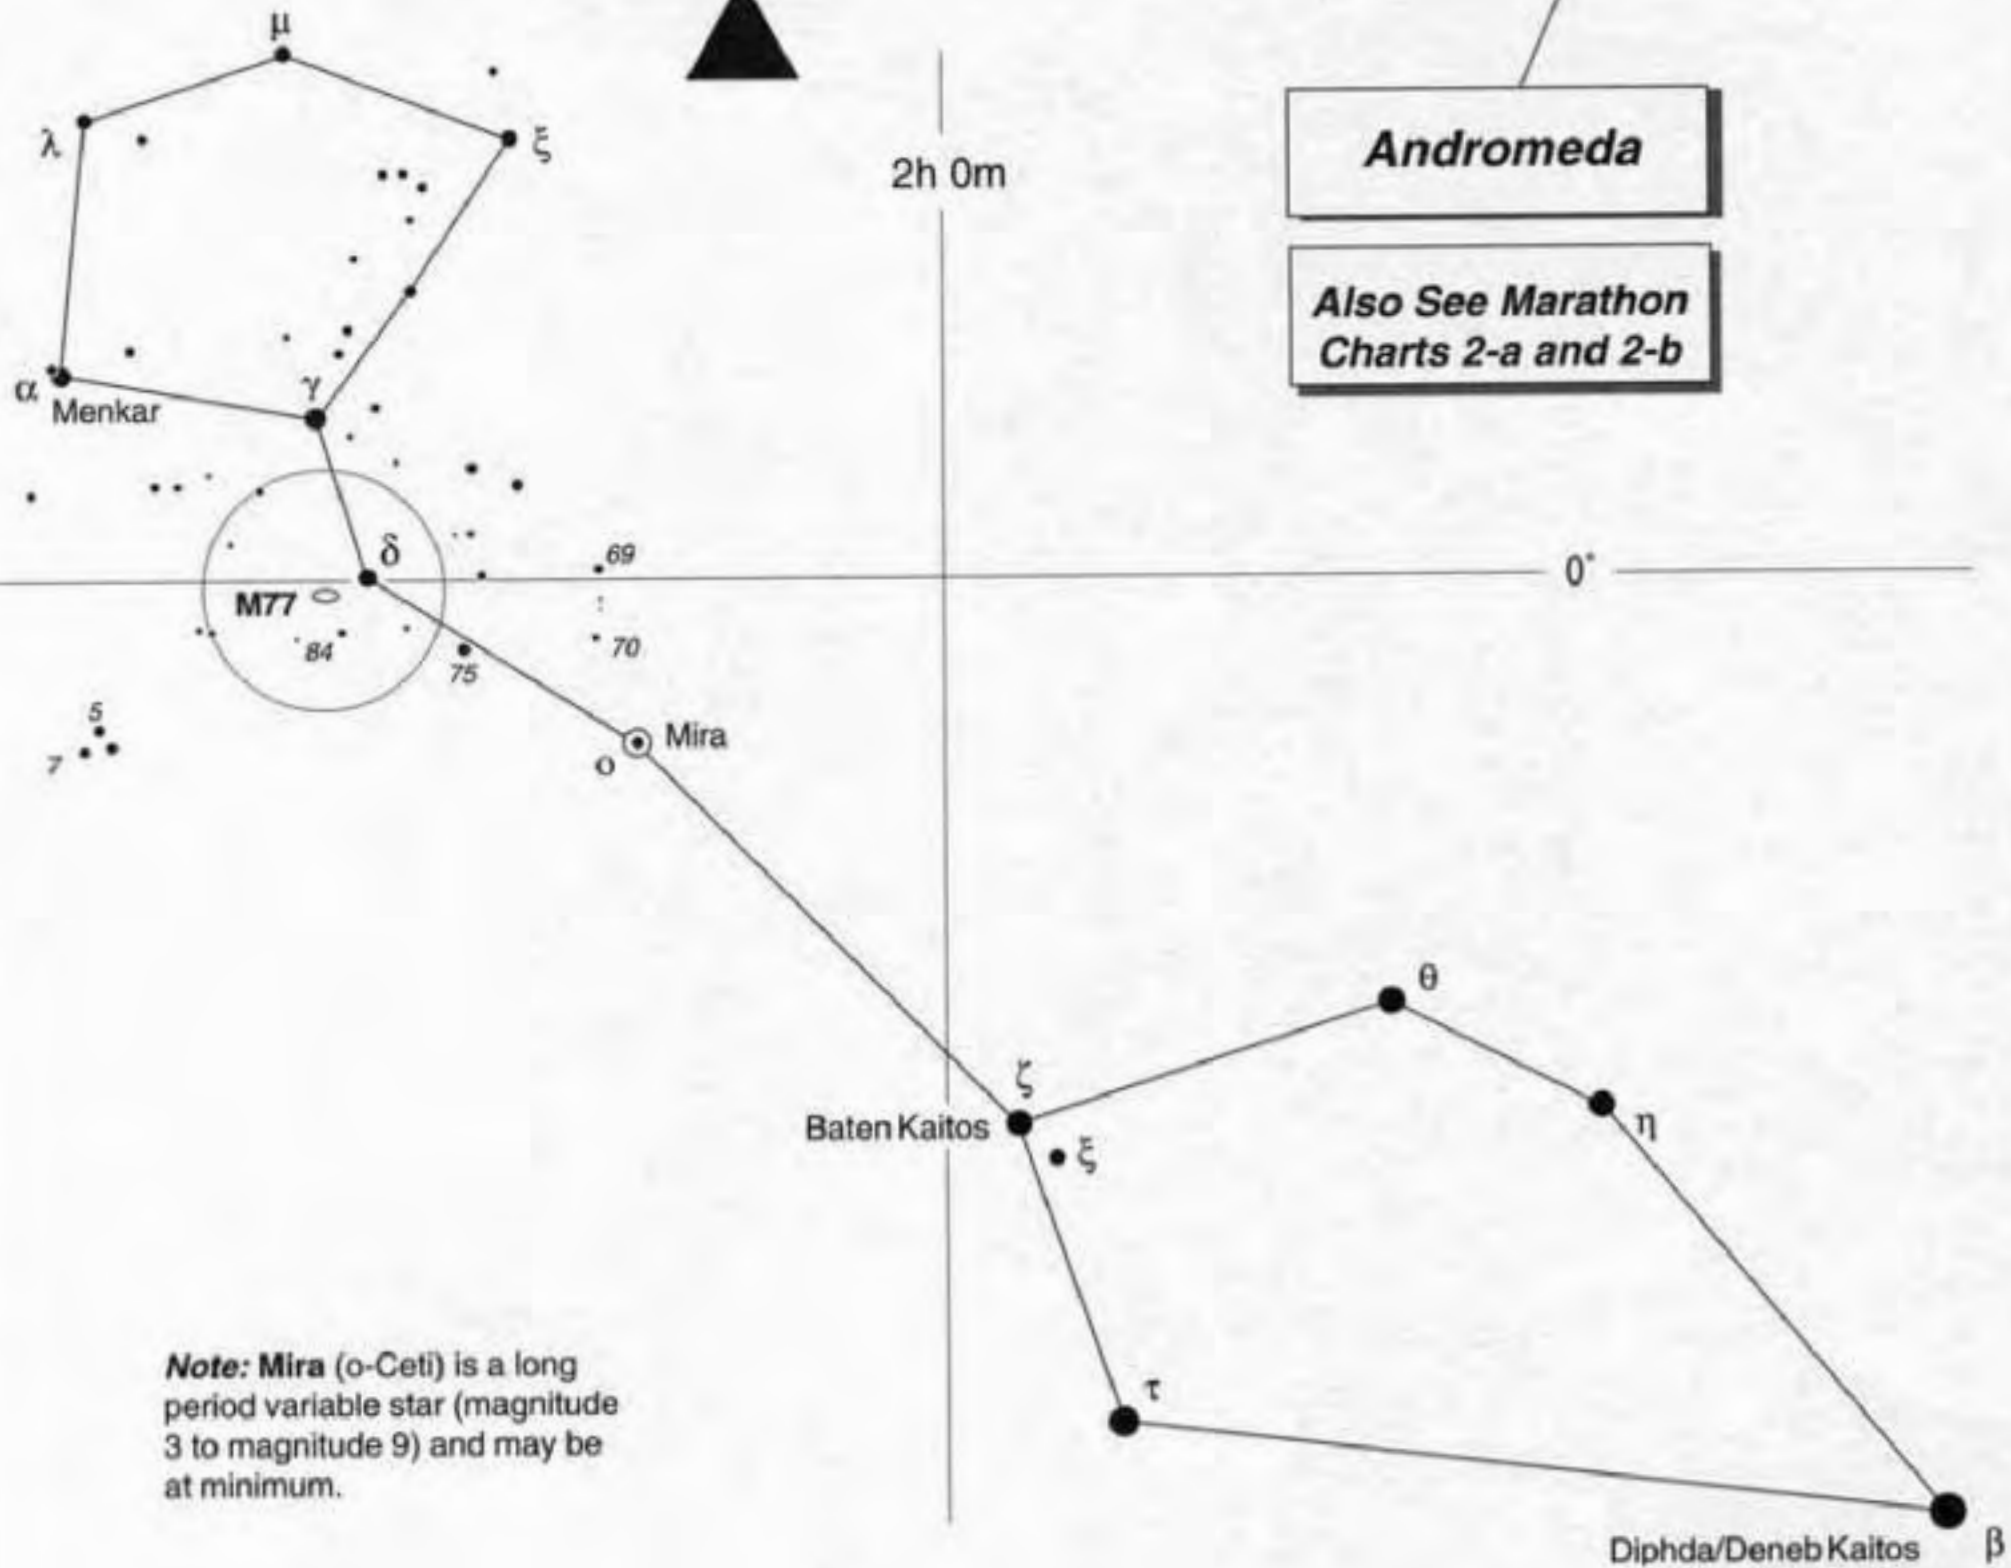 μ
λ
ξ
2h 0m
Andromeda
Also See Marathon
Charts 2-a and 2-b
α
Menkar
γ
δ
69
0°
M77
84
75
70
5
7
Mira
ο
θ
ζ
Baten Kaitos
ξ
η
τ
Note: Mira (o-Ceti) is a long
period variable star (magnitude
3 to magnitude 9) and may be
at minimum.
Diphda/Deneb Kaitos
β